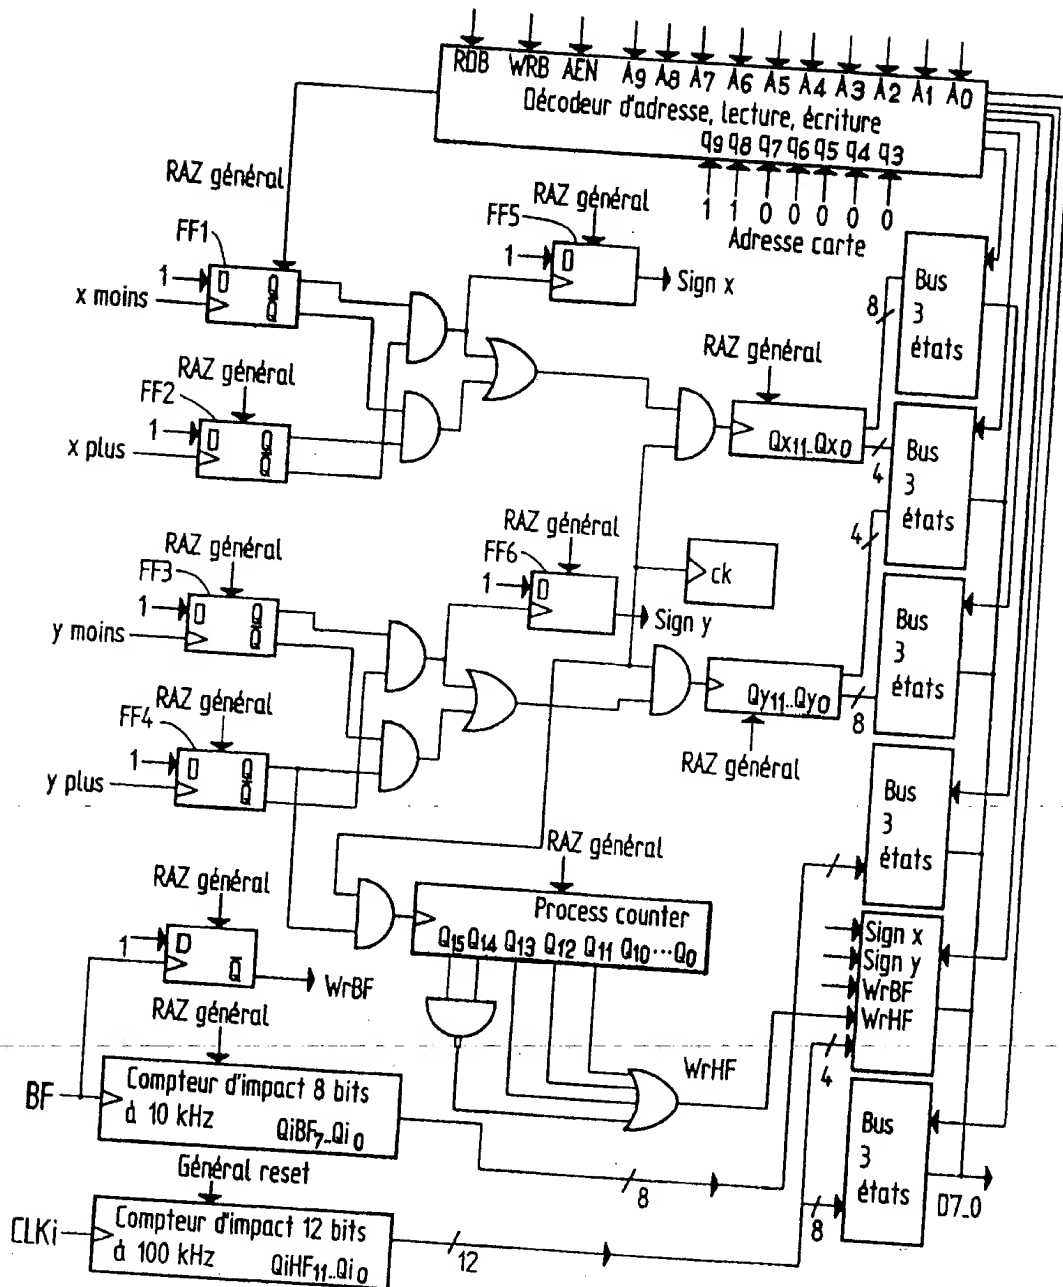 RDB WRB AEN A9 A8 A7 A6 A5 A4 A3 A2 A1 A0
Décodeur d'adresse, lecture, écriture
q9 q8 q7 q6 q5 q4 q3
1 1 0 0 0 0 0
Adresse carte
RAZ général
FF1
1
D
Q
Q
x moins
RAZ général
FF5
1
D
Sign x
RAZ général
FF2
1
D
Q
Q
x plus
RAZ général
Qx11..Qx0
8
4
Bus
3
états
Bus
3
états
RAZ général
FF3
1
D
Q
Q
y moins
RAZ général
FF6
1
D
Sign y
ck
4
Bus
3
états
RAZ général
FF4
1
D
Q
Q
y plus
Qy11..Qy0
8
RAZ général
Bus
3
états
RAZ général
Process counter
Q15 Q14 Q13 Q12 Q11 Q10...Q0
RAZ général
1
D
Q
WrBF
Sign x
Sign y
WrBF
WrHF
4
WrHF
RAZ général
BF
Compteur d'impact 8 bits
à 10 kHz
QiBF7..Qi0
8
Bus
3
états
8
D7..0
Général reset
CLKi
Compteur d'impact 12 bits
à 100 kHz
QiHF11..Qi0
12